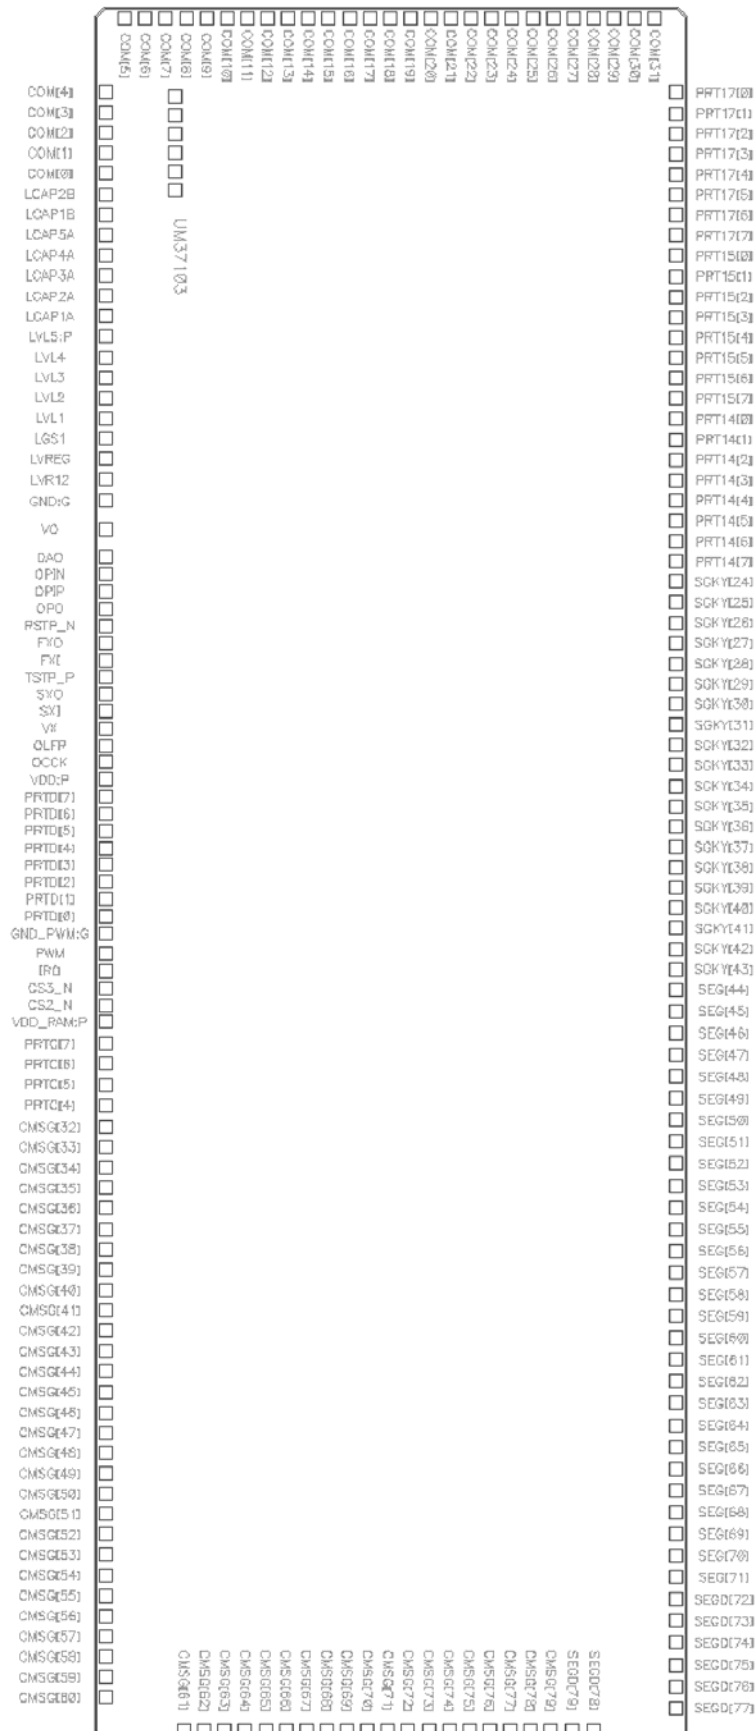 COM[5] COM[6] COM[7] COM[8] COM[9] COM[10] COM[11] COM[12] COM[13] COM[14] COM[15] COM[16] COM[17] COM[18] COM[19] COM[20] COM[21] COM[22] COM[23] COM[24] COM[25] COM[26] COM[27] COM[28] COM[29] COM[30] COM[31]
COM[4]
COM[3]
COM[2]
COM[1]
COM[0]
LCAP2B
LCAP1B
LCAP5A
LCAP4A
LCAP3A
LCAP2A
LCAP1A
LVL5:P
LVL4
LVL3
LVL2
LVL1
LGS1
LVREG
LVR12
GND:G
VO
DAO
OPIN
OPIP
OPO
RSTP_N
FXO
FXI
TSTP_P
SXO
SXI
VX
OLFR
OCCK
VDD:P
PRTD[7]
PRTD[6]
PRTD[5]
PRTD[4]
PRTD[3]
PRTD[2]
PRTD[1]
PRTD[0]
GND_PWM:G
PWM
IRQ
CS3_N
CS2_N
VDD_RAM:P
PRTC[7]
PRTC[6]
PRTC[5]
PRTC[4]
CMSG[32]
CMSG[33]
CMSG[34]
CMSG[35]
CMSG[36]
CMSG[37]
CMSG[38]
CMSG[39]
CMSG[40]
CMSG[41]
CMSG[42]
CMSG[43]
CMSG[44]
CMSG[45]
CMSG[46]
CMSG[47]
CMSG[48]
CMSG[49]
CMSG[50]
CMSG[51]
CMSG[52]
CMSG[53]
CMSG[54]
CMSG[55]
CMSG[56]
CMSG[57]
CMSG[58]
CMSG[59]
CMSG[60]
UM37103
PRT17[0]
PRT17[1]
PRT17[2]
PRT17[3]
PRT17[4]
PRT17[5]
PRT17[6]
PRT17[7]
PRT15[0]
PRT15[1]
PRT15[2]
PRT15[3]
PRT15[4]
PRT15[5]
PRT15[6]
PRT15[7]
PRT14[0]
PRT14[1]
PRT14[2]
PRT14[3]
PRT14[4]
PRT14[5]
PRT14[6]
PRT14[7]
SGKY[24]
SGKY[25]
SGKY[26]
SGKY[27]
SGKY[28]
SGKY[29]
SGKY[30]
SGKY[31]
SGKY[32]
SGKY[33]
SGKY[34]
SGKY[35]
SGKY[36]
SGKY[37]
SGKY[38]
SGKY[39]
SGKY[40]
SGKY[41]
SGKY[42]
SGKY[43]
SEG[44]
SEG[45]
SEG[46]
SEG[47]
SEG[48]
SEG[49]
SEG[50]
SEG[51]
SEG[52]
SEG[53]
SEG[54]
SEG[55]
SEG[56]
SEG[57]
SEG[58]
SEG[59]
SEG[60]
SEG[61]
SEG[62]
SEG[63]
SEG[64]
SEG[65]
SEG[66]
SEG[67]
SEG[68]
SEG[69]
SEG[70]
SEG[71]
SEGD[72]
SEGD[73]
SEGD[74]
SEGD[75]
SEGD[76]
SEGD[77]
CMSG[61] CMSG[62] CMSG[63] CMSG[64] CMSG[65] CMSG[66] CMSG[67] CMSG[68] CMSG[69] CMSG[70] CMSG[71] CMSG[72] CMSG[73] CMSG[74] CMSG[75] CMSG[76] CMSG[77] CMSG[78] CMSG[79] SEGD[79] SEGD[78]